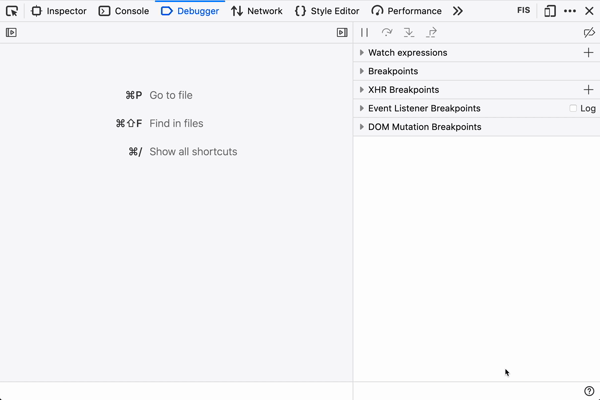 Inspector Console Debugger Network Style Editor Performance FIS
Watch expressions
Breakpoints
XHR Breakpoints
Event Listener Breakpoints Log
DOM Mutation Breakpoints
⌘P Go to file
⌘⇧F Find in files
⌘/ Show all shortcuts